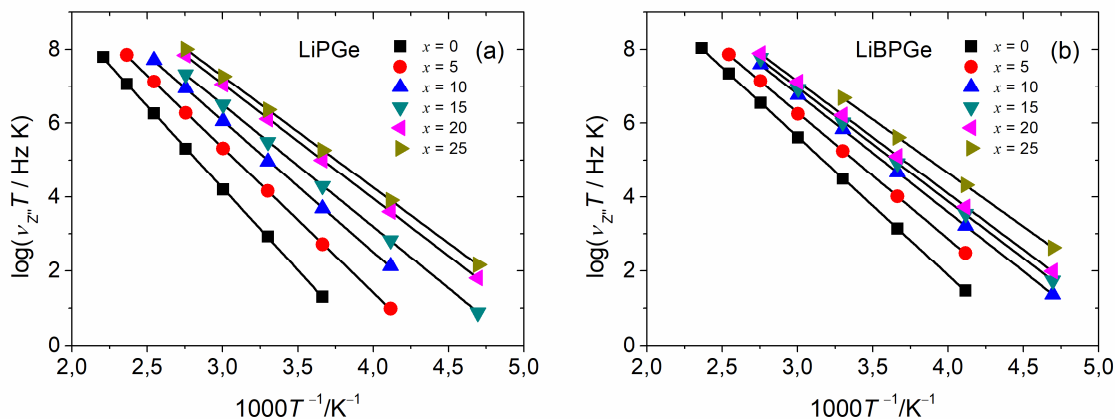 LiPGe
(a)
x = 0
x = 5
x = 10
x = 15
x = 20
x = 25
log(ν_Z″T / Hz K)
8
6
4
2
0
2,0 2,5 3,0 3,5 4,0 4,5 5,0
1000T ⁻¹/K⁻¹
LiBPGe
(b)
x = 0
x = 5
x = 10
x = 15
x = 20
x = 25
log(ν_Z″T / Hz K)
8
6
4
2
0
2,0 2,5 3,0 3,5 4,0 4,5 5,0
1000T ⁻¹/K⁻¹